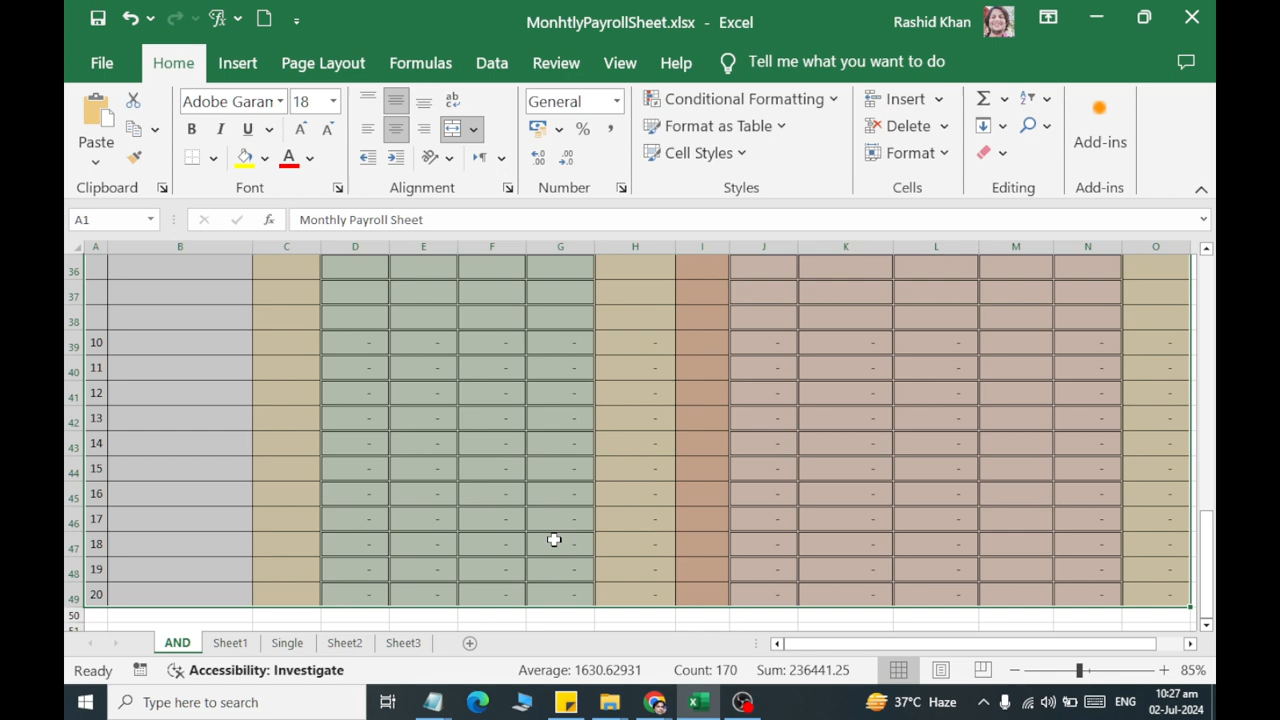 MonhtlyPayrollSheet.xlsx - Excel
Rashid Khan
File Home Insert Page Layout Formulas Data Review View Help Tell me what you want to do
Paste
Clipboard
Adobe Garan 18
B I U A A
A
Font
ab
Alignment
General
% ,
Number
Conditional Formatting
Format as Table
Cell Styles
Styles
Insert
Delete
Format
Cells
Editing
Add-ins
Add-ins
A1 fx Monthly Payroll Sheet
A B C D E F G H I J K L M N O
36
37
38
39 10 - - - - - - - - - - -
40 11 - - - - - - - - - - -
41 12 - - - - - - - - - - -
42 13 - - - - - - - - - - -
43 14 - - - - - - - - - - -
44 15 - - - - - - - - - - -
45 16 - - - - - - - - - - -
46 17 - - - - - - - - - - -
47 18 - - - - - - - - - - -
48 19 - - - - - - - - - - -
49 20 - - - - - - - - - - -
50
AND Sheet1 Single Sheet2 Sheet3
Ready Accessibility: Investigate Average: 1630.62931 Count: 170 Sum: 236441.25 85%
Type here to search
37°C Haze
ENG
10:27 am
02-Jul-2024